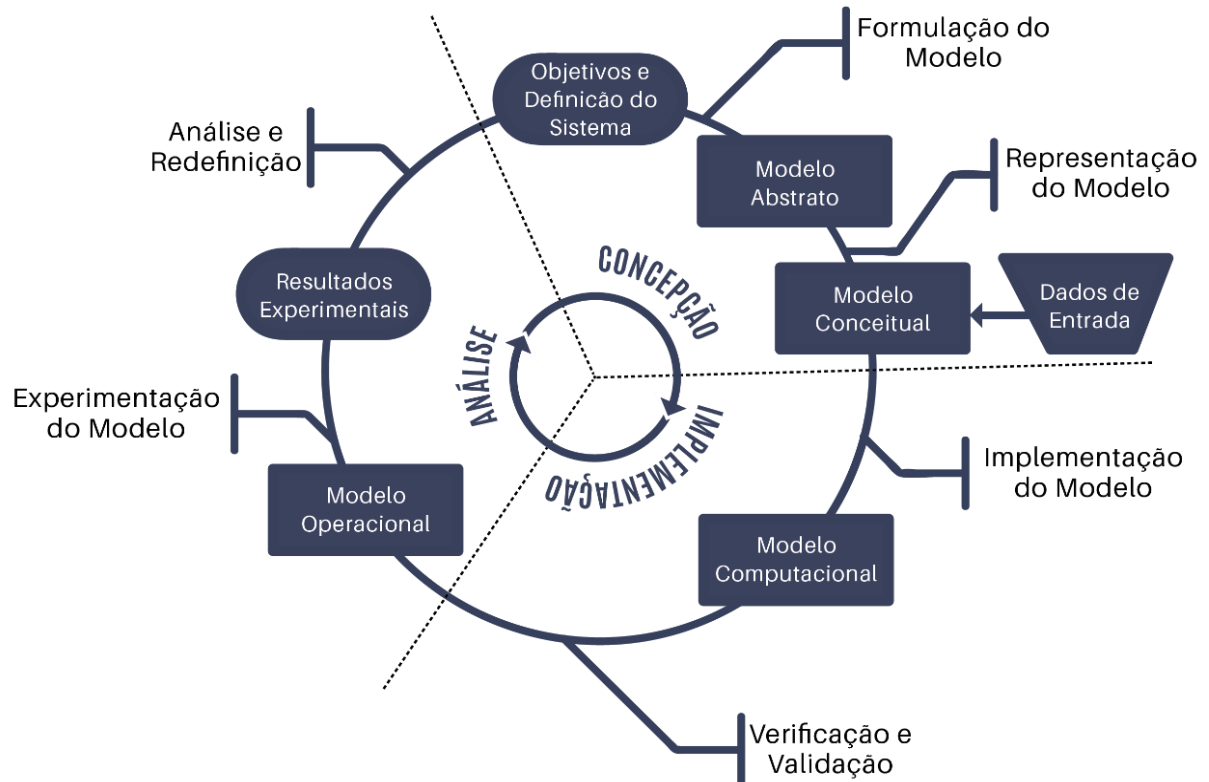 Formulação do
Modelo
Objetivos e
Definicão do
Sistema
Análise e
Redefinição
Modelo
Abstrato
Representação
do Modelo
CONCEPÇÃO
Resultados
Experimentais
Modelo
Conceitual
Dados de
Entrada
ANÁLISE
IMPLEMENTAÇÃO
Experimentação
do Modelo
Implementação
do Modelo
Modelo
Operacional
Modelo
Computacional
Verificação e
Validação